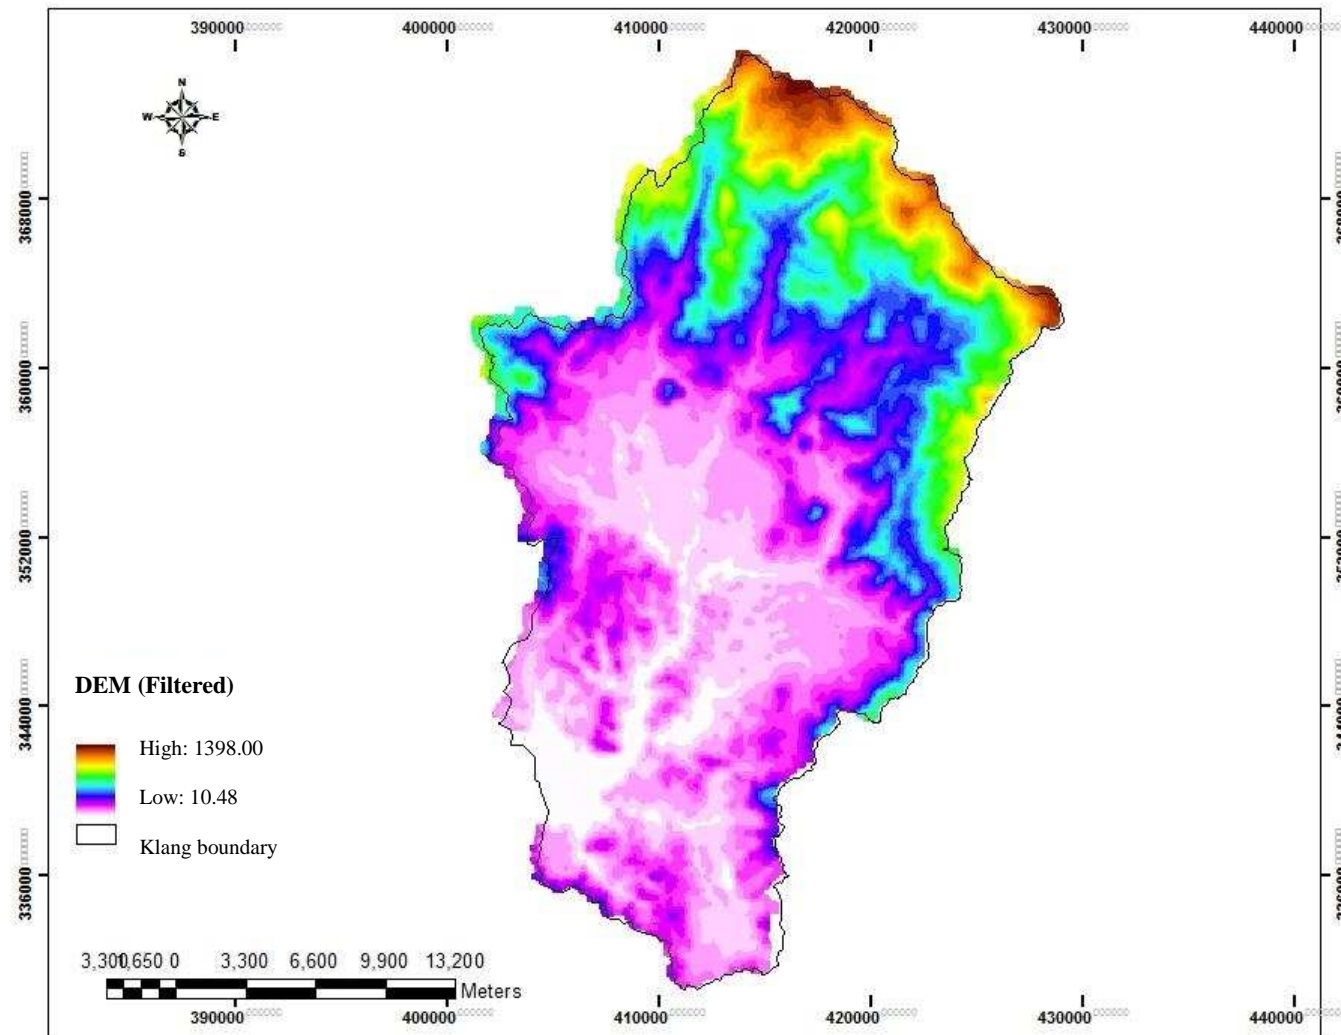 390000 400000 410000 420000 430000 440000
N
W E
S
368000
360000
352000
344000
336000
DEM (Filtered)
High: 1398.00
Low: 10.48
Klang boundary
3,300 1,650 0 3,300 6,600 9,900 13,200
Meters
390000 400000 410000 420000 430000 440000